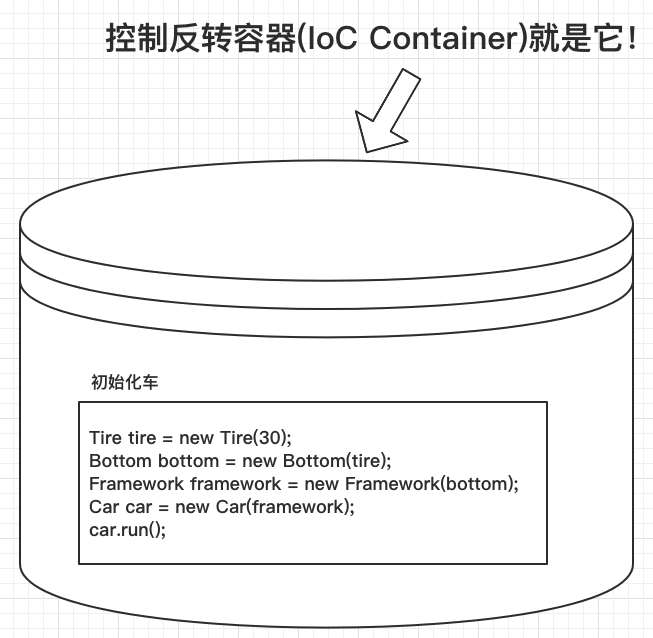 控制反转容器(IoC Container)就是它！
初始化车
Tire tire = new Tire(30);
Bottom bottom = new Bottom(tire);
Framework framework = new Framework(bottom);
Car car = new Car(framework);
car.run();